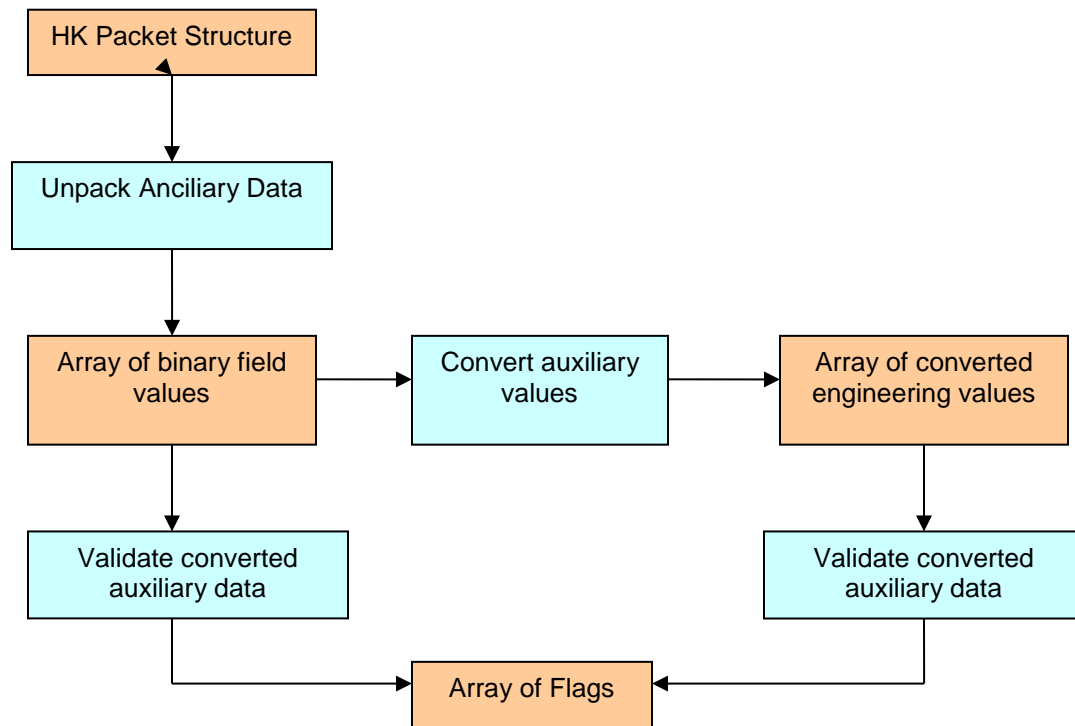 HK Packet Structure
Unpack Anciliary Data
Array of binary field
values
Convert auxiliary
values
Array of converted
engineering values
Validate converted
auxiliary data
Validate converted
auxiliary data
Array of Flags